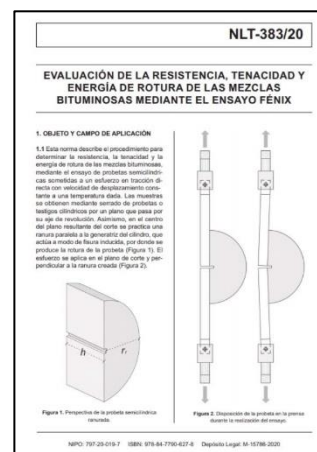 NLT-383/20
EVALUACIÓN DE LA RESISTENCIA, TENACIDAD Y
ENERGÍA DE ROTURA DE LAS MEZCLAS
BITUMINOSAS MEDIANTE EL ENSAYO FÉNIX
1. OBJETO Y CAMPO DE APLICACIÓN
1.1 Esta norma describe el procedimiento para
determinar la resistencia, la tenacidad y la
energía de rotura de las mezclas bituminosas,
mediante el ensayo de probetas semicilíndri-
cas sometidas a un esfuerzo en tracción di-
recta con velocidad de desplazamiento cons-
tante a una temperatura dada. Las muestras
se obtienen mediante serrado de probetas o
testigos cilíndricos por un plano que pasa por
su eje de revolución. Asimismo, en el centro
del plano resultante del corte se practica una
ranura paralela a la generatriz del cilindro, que
actúa a modo de fisura inducida, por donde se
produce la rotura de la probeta (Figura 1). El
esfuerzo se aplica en el plano de corte y per-
pendicular a la ranura creada (Figura 2).
h
r
Figura 1. Perspectiva de la probeta semicilíndrica
ranurada.
Figura 2. Disposición de la probeta en la prensa
durante la realización del ensayo.
NIPO: 797-20-019-7 ISBN: 978-84-7790-627-8 Depósito Legal: M-15786-2020